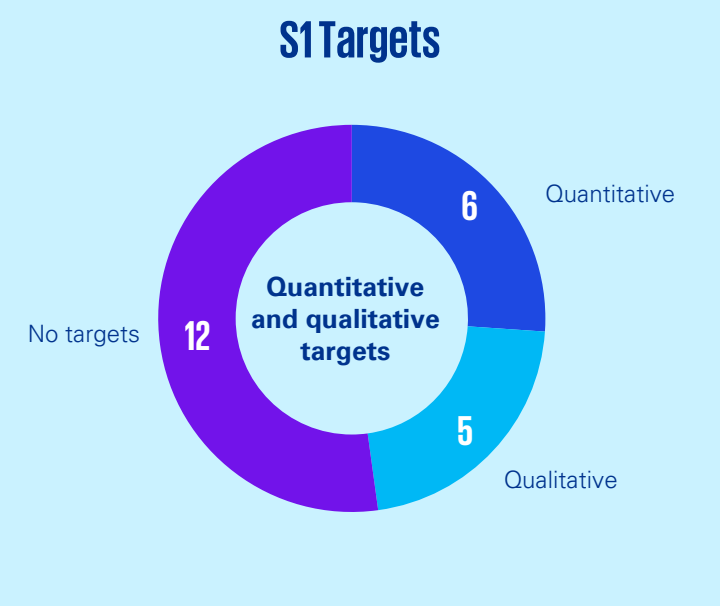 S1 Targets
6
Quantitative
Quantitative
and qualitative
targets
No targets
12
5
Qualitative